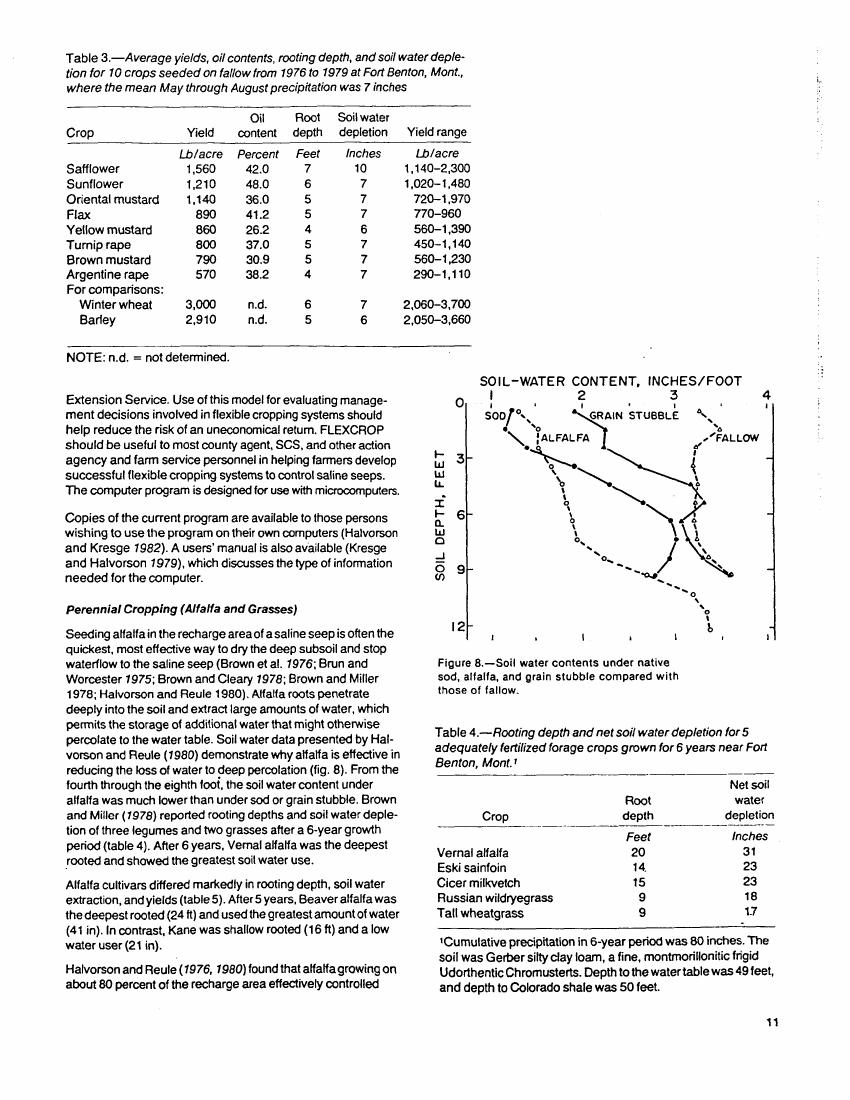 Table 3.—Average yields, oil contents, rooting depth, and soil water deple-
tion for 10 crops seeded on fallow from 1976 to 1979 at Fort Benton, Mont.,
where the mean May through August precipitation was 7 inches
Oil Root Soil water
Crop Yield content depth depletion Yield range
Lb/acre Percent Feet Inches Lb/acre
Safflower 1,560 42.0 7 10 1,140–2,300
Sunflower 1,210 48.0 6 7 1,020–1,480
Oriental mustard 1,140 36.0 5 7 720–1,970
Flax 890 41.2 5 7 770–960
Yellow mustard 860 26.2 4 6 560–1,390
Turnip rape 800 37.0 5 7 450–1,140
Brown mustard 790 30.9 5 7 560–1,230
Argentine rape 570 38.2 4 7 290–1,110
For comparisons:
Winter wheat 3,000 n.d. 6 7 2,060–3,700
Barley 2,910 n.d. 5 6 2,050–3,660
NOTE: n.d. = not determined.
Extension Service. Use of this model for evaluating manage-
ment decisions involved in flexible cropping systems should
help reduce the risk of an uneconomical return. FLEXCROP
should be useful to most county agent, SCS, and other action
agency and farm service personnel in helping farmers develop
successful flexible cropping systems to control saline seeps.
The computer program is designed for use with microcomputers.
Copies of the current program are available to those persons
wishing to use the program on their own computers (Halvorson
and Kresge 1982). A users' manual is also available (Kresge
and Halvorson 1979), which discusses the type of information
needed for the computer.
Perennial Cropping (Alfalfa and Grasses)
Seeding alfalfa in the recharge area of a saline seep is often the
quickest, most effective way to dry the deep subsoil and stop
waterflow to the saline seep (Brown et al. 1976; Brun and
Worcester 1975; Brown and Cleary 1978; Brown and Miller
1978; Halvorson and Reule 1980). Alfalfa roots penetrate
deeply into the soil and extract large amounts of water, which
permits the storage of additional water that might otherwise
percolate to the water table. Soil water data presented by Hal-
vorson and Reule (1980) demonstrate why alfalfa is effective in
reducing the loss of water to deep percolation (fig. 8). From the
fourth through the eighth foot, the soil water content under
alfalfa was much lower than under sod or grain stubble. Brown
and Miller (1978) reported rooting depths and soil water deple-
tion of three legumes and two grasses after a 6-year growth
period (table 4). After 6 years, Vernal alfalfa was the deepest
rooted and showed the greatest soil water use.
Alfalfa cultivars differed markedly in rooting depth, soil water
extraction, and yields (table 5). After 5 years, Beaver alfalfa was
the deepest rooted (24 ft) and used the greatest amount of water
(41 in). In contrast, Kane was shallow rooted (16 ft) and a low
water user (21 in).
Halvorson and Reule (1976, 1980) found that alfalfa growing on
about 80 percent of the recharge area effectively controlled
SOIL-WATER CONTENT, INCHES/FOOT
1 2 3 4
0
SOD GRAIN STUBBLE
ALFALFA FALLOW
3
6
9
12
SOIL DEPTH, FEET
Figure 8.—Soil water contents under native
sod, alfalfa, and grain stubble compared with
those of fallow.
Table 4.—Rooting depth and net soil water depletion for 5
adequately fertilized forage crops grown for 6 years near Fort
Benton, Mont.¹
Net soil
Root water
Crop depth depletion
Feet Inches
Vernal alfalfa 20 31
Eski sainfoin 14 23
Cicer milkvetch 15 23
Russian wildryegrass 9 18
Tall wheatgrass 9 17
¹Cumulative precipitation in 6-year period was 80 inches. The
soil was Gerber silty clay loam, a fine, montmorillonitic frigid
Udorthentic Chromusterts. Depth to the water table was 49 feet,
and depth to Colorado shale was 50 feet.
11